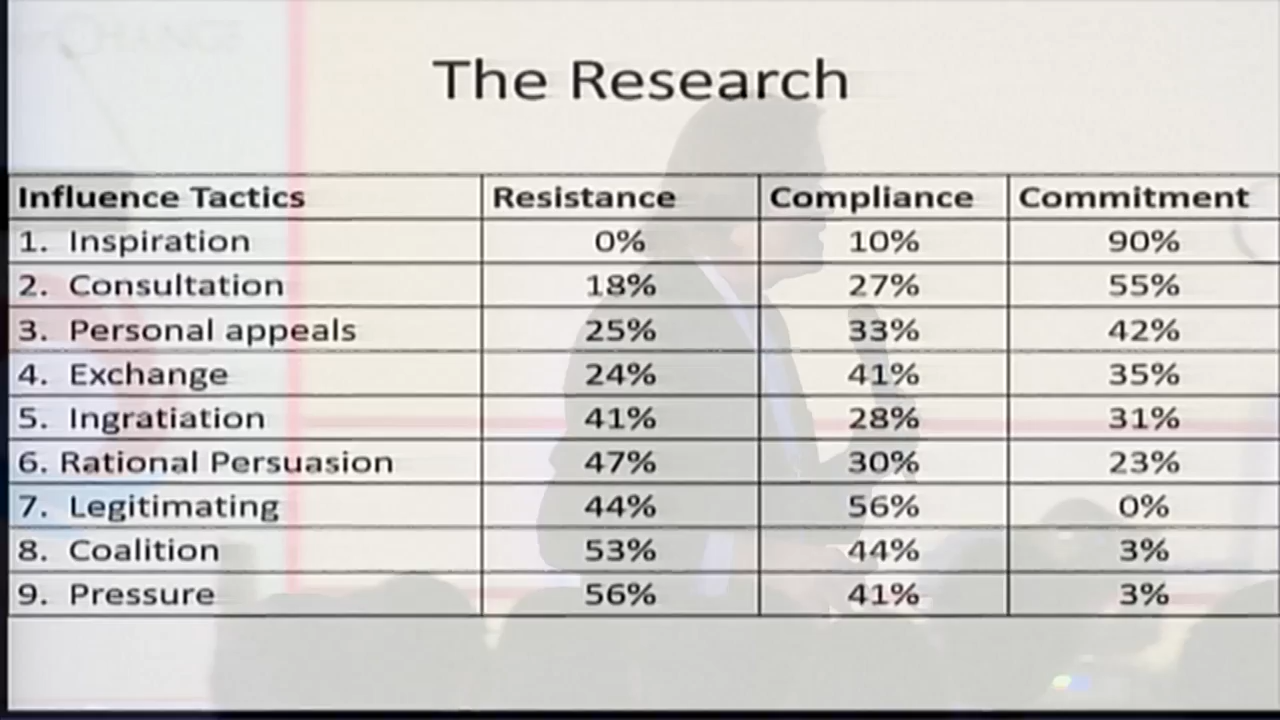 The Research
Influence Tactics Resistance Compliance Commitment
1. Inspiration 0% 10% 90%
2. Consultation 18% 27% 55%
3. Personal appeals 25% 33% 42%
4. Exchange 24% 41% 35%
5. Ingratiation 41% 28% 31%
6. Rational Persuasion 47% 30% 23%
7. Legitimating 44% 56% 0%
8. Coalition 53% 44% 3%
9. Pressure 56% 41% 3%